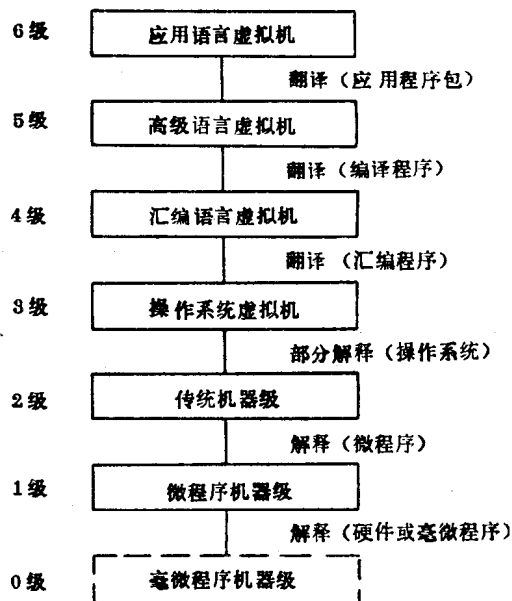 6级 应用语言虚拟机
翻译（应用程序包）
5级 高级语言虚拟机
翻译（编译程序）
4级 汇编语言虚拟机
翻译（汇编程序）
3级 操作系统虚拟机
部分解释（操作系统）
2级 传统机器级
解释（微程序）
1级 微程序机器级
解释（硬件或毫微程序）
0级 毫微程序机器级